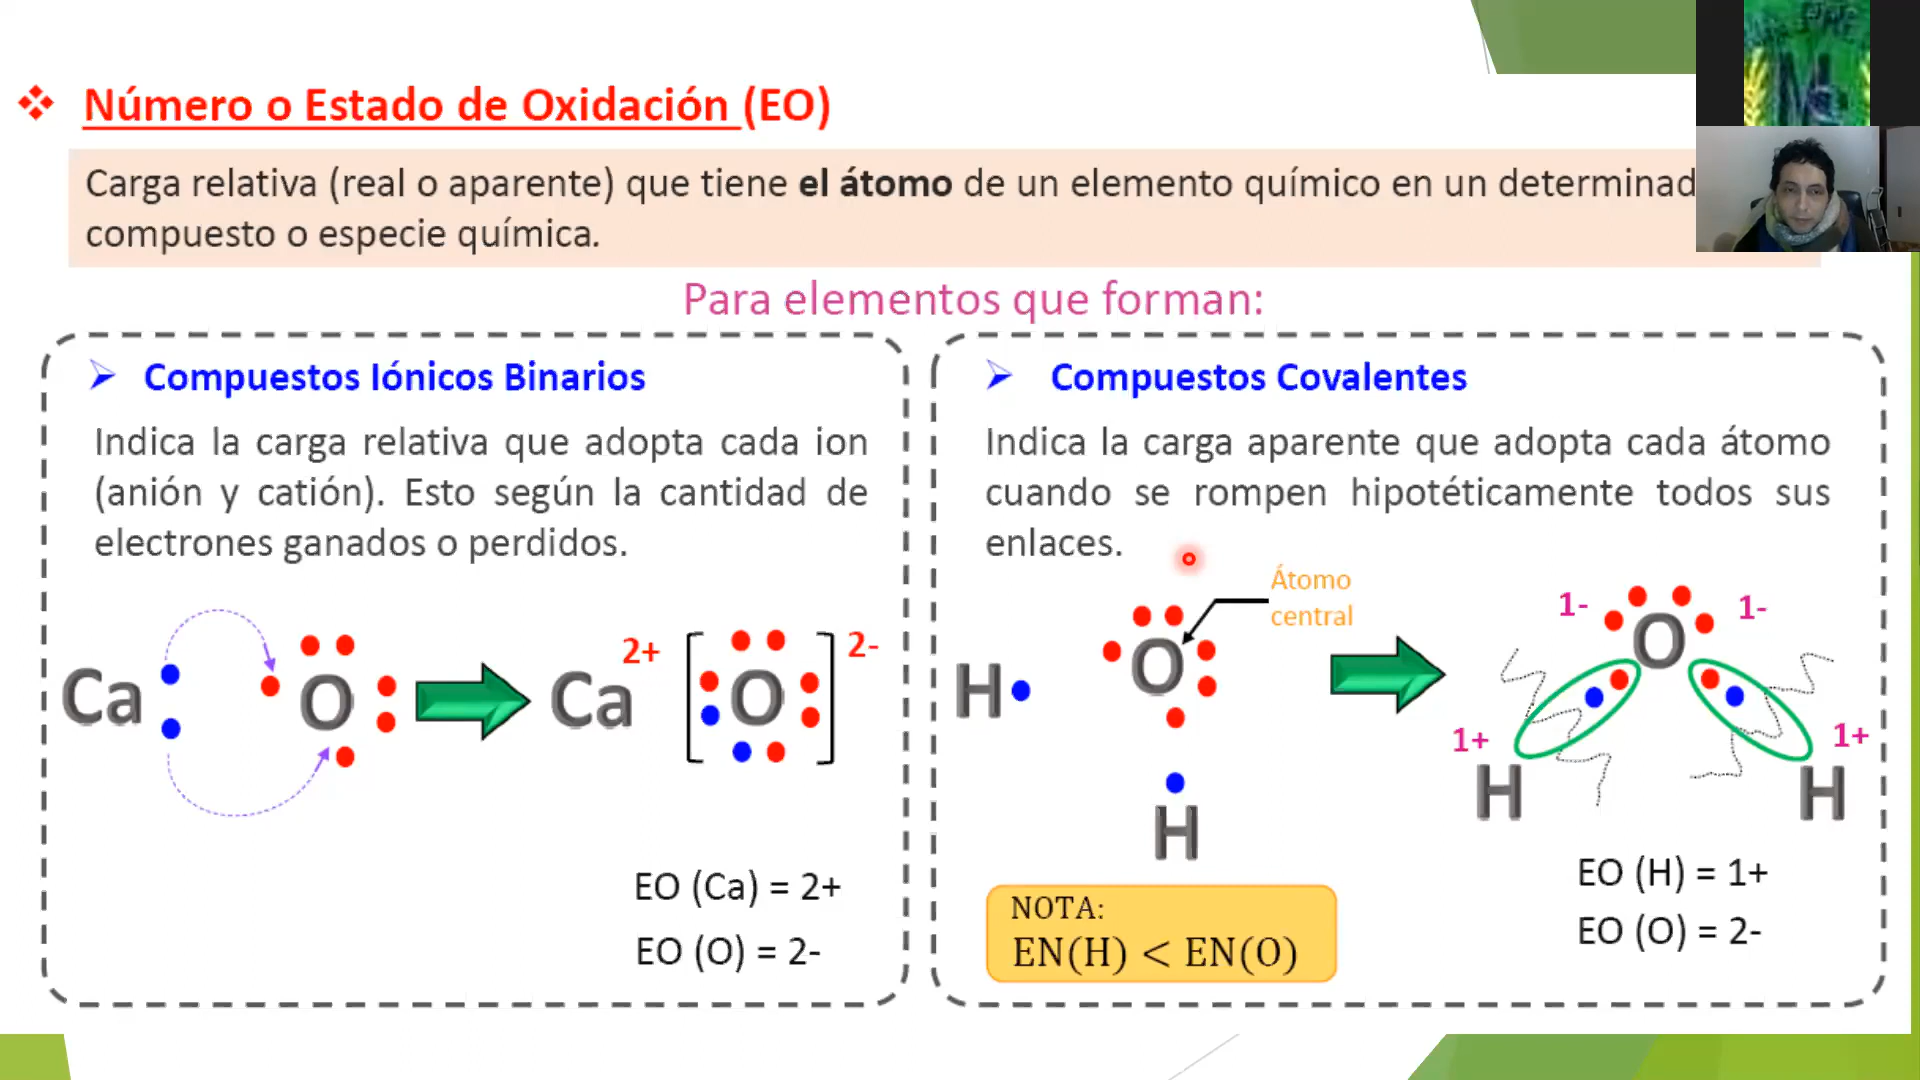 Número o Estado de Oxidación (EO)
Carga relativa (real o aparente) que tiene el átomo de un elemento químico en un determinad
compuesto o especie química.
Para elementos que forman:
Compuestos Iónicos Binarios
Indica la carga relativa que adopta cada ion
(anión y catión). Esto según la cantidad de
electrones ganados o perdidos.
Ca O Ca 2+ [O] 2-
EO (Ca) = 2+
EO (O) = 2-
Compuestos Covalentes
Indica la carga aparente que adopta cada átomo
cuando se rompen hipotéticamente todos sus
enlaces.
Átomo
central
H O
H
1- O 1-
1+ 1+
H H
NOTA:
EN(H) < EN(O)
EO (H) = 1+
EO (O) = 2-